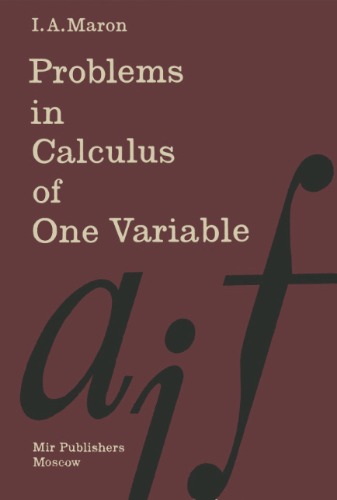 I.A.Maron
Problems
in
Calculus
of
One Variable
a i f
Mir Publishers
Moscow